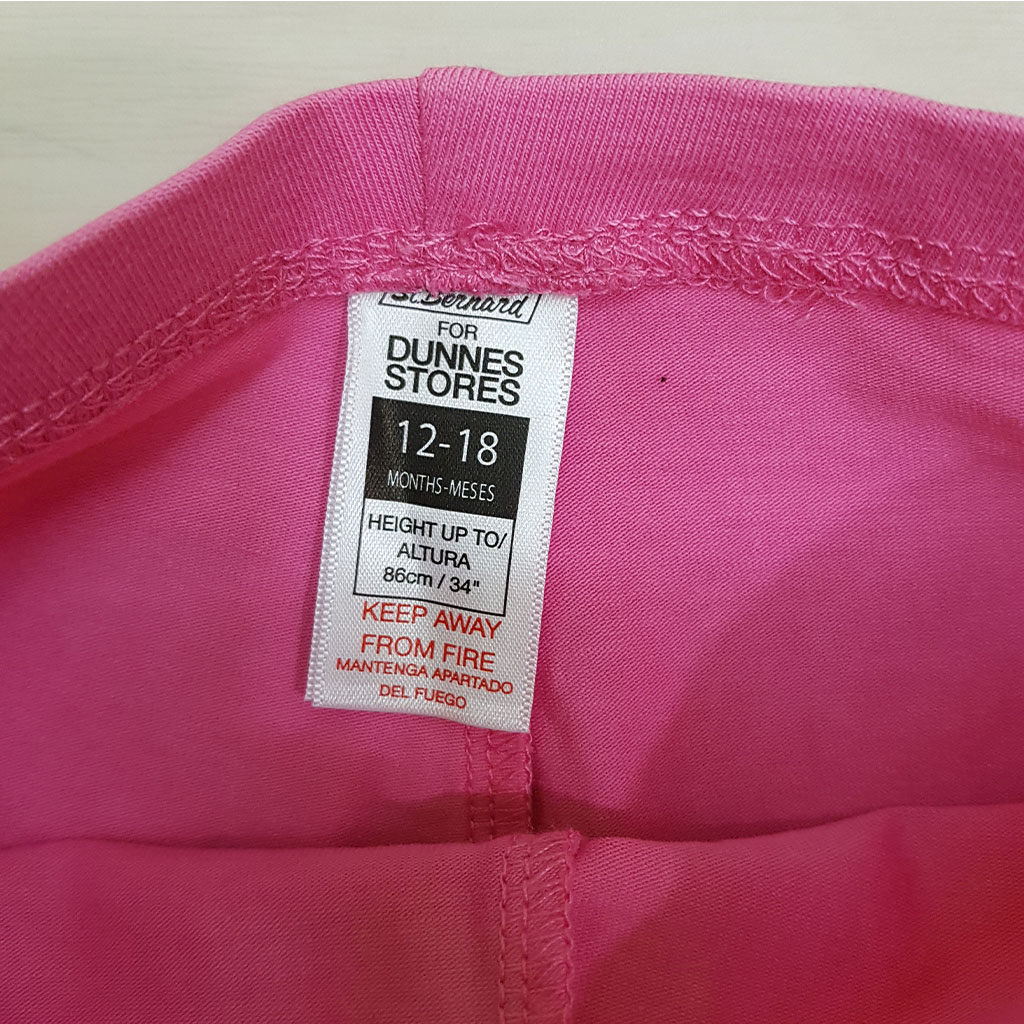 St.Bernard
FOR
DUNNES
STORES
12-18
MONTHS-MESES
HEIGHT UP TO/
ALTURA
86cm / 34"
KEEP AWAY
FROM FIRE
MANTENGA APARTADO
DEL FUEGO